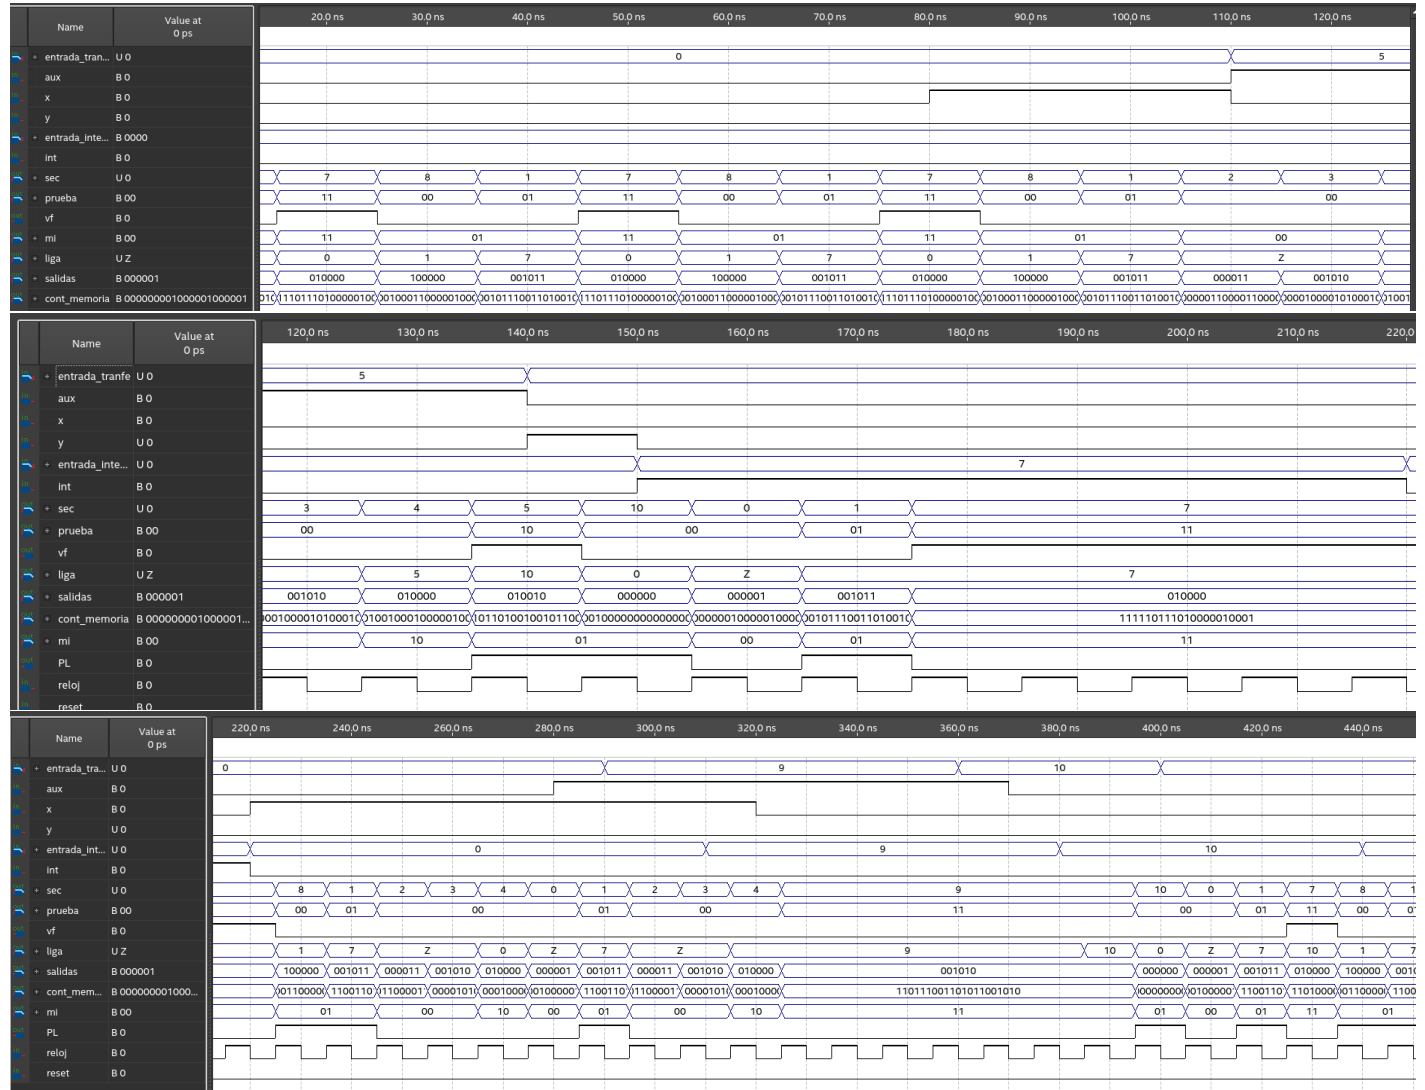 Name Value at 0 ps 20.0 ns 30.0 ns 40.0 ns 50.0 ns 60.0 ns 70.0 ns 80.0 ns 90.0 ns 100.0 ns 110.0 ns 120.0 ns
entrada_tran... U 0 0 5
aux B 0
x B 0
y B 0
entrada_inte... B 0000
int B 0
sec U 0 7 8 1 7 8 1 7 8 1 2 3
prueba B 00 11 00 01 11 00 01 11 00 01 00
vf B 0
mi B 00 11 01 11 01 11 01 00
liga U Z 0 1 7 0 1 7 0 1 7 Z
salidas B 000001 010000 100000 001011 010000 100000 001011 010000 100000 001011 000011 001010
cont_memoria B 000000001000001000001
Name Value at 0 ps 120.0 ns 130.0 ns 140.0 ns 150.0 ns 160.0 ns 170.0 ns 180.0 ns 190.0 ns 200.0 ns 210.0 ns 220.0
entrada_tranfe U 0 5
aux B 0
x B 0
y U 0
entrada_inte... U 0 7
int B 0
sec U 0 3 4 5 10 0 1 7
prueba B 00 00 10 00 01 11
vf B 0
liga U Z 5 10 0 Z 7
salidas B 000001 001010 010000 010010 000000 000001 001011 010000
cont_memoria B 000000001000001... 111110111010000010001
mi B 00 10 01 00 01 11
PL B 0
reloj B 0
reset B 0
Name Value at 0 ps 220.0 ns 240.0 ns 260.0 ns 280.0 ns 300.0 ns 320.0 ns 340.0 ns 360.0 ns 380.0 ns 400.0 ns 420.0 ns 440.0 ns
entrada_tra... U 0 0 9 10
aux B 0
x B 0
y U 0
entrada_int... U 0 0 9 10
int B 0
sec U 0 8 1 2 3 4 0 1 2 3 4 9 10 0 1 7 8 1
prueba B 00 00 01 00 01 00 11 00 01 11 00
vf B 0
liga U Z 1 7 Z 0 Z 7 Z 9 10 0 Z 7 10 1 7
salidas B 000001 100000 001011 000011 001010 010000 000001 001011 000011 001010 010000 001010 000000 000001 001011 010000 100000
cont_mem... B 000000001000... 110111001101011001010
mi B 00 01 00 10 00 01 00 10 11 01 00 01 11 01
PL B 0
reloj B 0
reset B 0